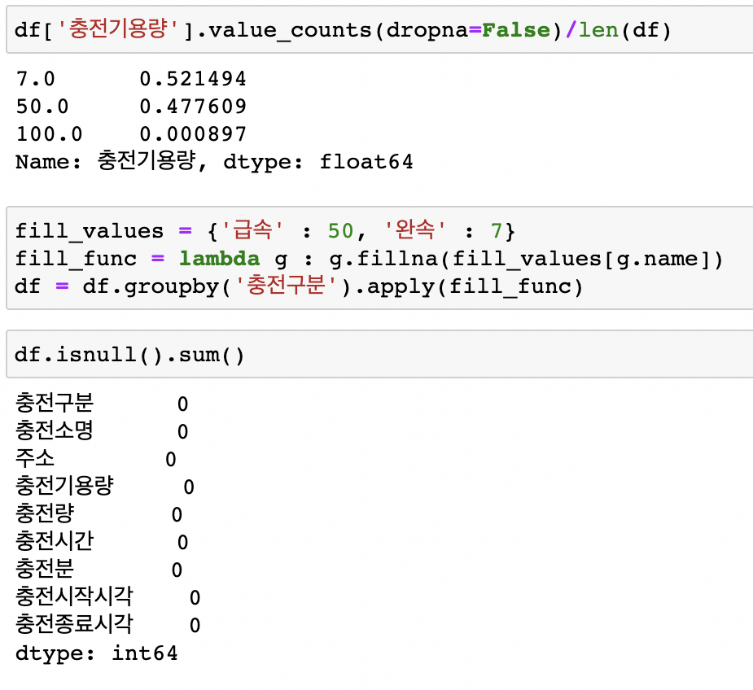 df['충전기용량'].value_counts(dropna=False)/len(df)
7.0      0.521494
50.0     0.477609
100.0    0.000897
Name: 충전기용량, dtype: float64
fill_values = {'급속' : 50, '완속' : 7}
fill_func = lambda g : g.fillna(fill_values[g.name])
df = df.groupby('충전구분').apply(fill_func)
df.isnull().sum()
충전구분      0
충전소명      0
주소        0
충전기용량     0
충전량       0
충전시간      0
충전분       0
충전시작시각    0
충전종료시각    0
dtype: int64